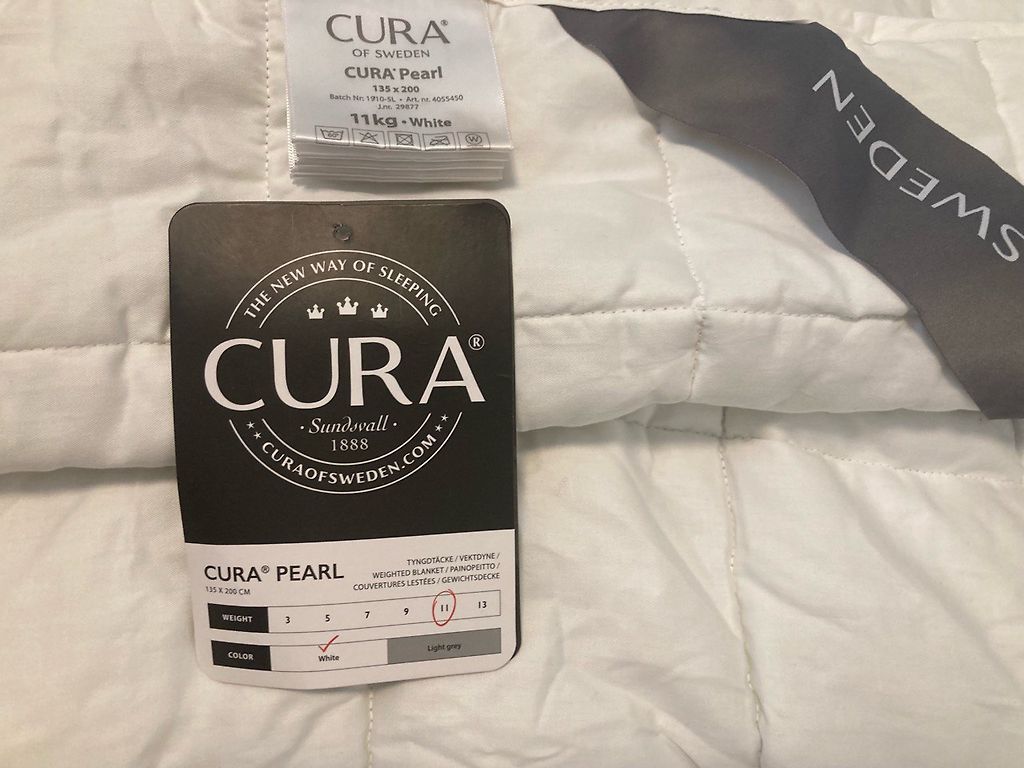 CURA®
OF SWEDEN
CURA® Pearl
135 x 200
Batch Nr: 1910-SL • Art. nr. 4055450
J.nr. 29877
11kg • White
SWEDEN
THE NEW WAY OF SLEEPING
CURA®
· Sundsvall ·
1888
CURAOFSWEDEN.COM
CURA® PEARL
135 X 200 CM
TYNGDTÄCKE / VEKTDYNE /
WEIGHTED BLANKET / PAINOPEITTO /
COUVERTURES LESTÉES / GEWICHTSDECKE
WEIGHT 3 5 7 9 11 13
COLOR White Light grey